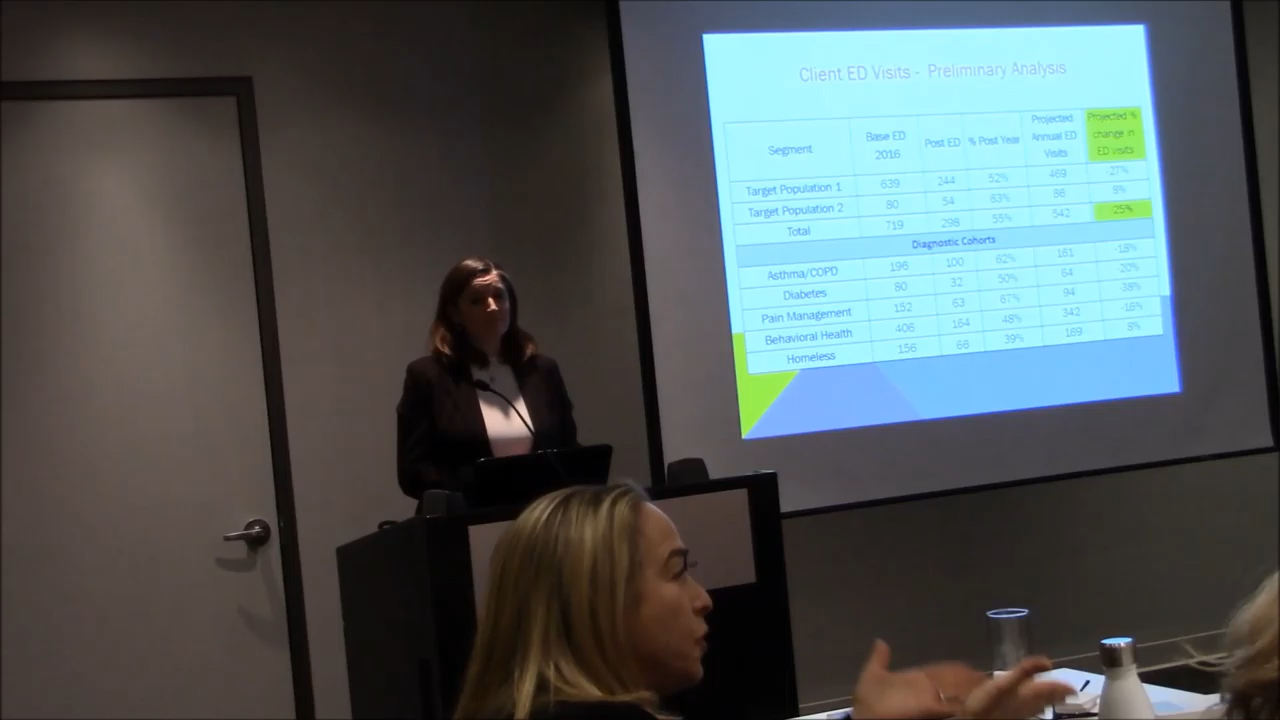 Client ED Visits - Preliminary Analysis
Segment Base ED 2016 Post ED % Post Year Projected Annual ED Visits Projected % change in ED visits
Target Population 1 639 244 52% 469 -27%
Target Population 2 80 54 63% 86 8%
Total 719 298 55% 542 -25%
Diagnostic Cohorts
Asthma/COPD 196 100 62% 161 -18%
Diabetes 80 32 50% 64 -20%
Pain Management 152 63 67% 94 -38%
Behavioral Health 406 164 48% 342 -16%
Homeless 156 66 39% 169 8%